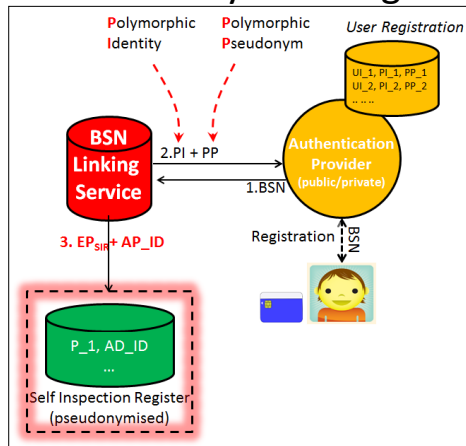 Polymorphic
Identity
Polymorphic
Pseudonym
User Registration
UI_1, PI_1, PP_1
UI_2, PI_2, PP_2
.. .. ..
BSN
Linking
Service
2.PI + PP
1.BSN
Authentication
Provider
(public/private)
3. EPSIR+ AP_ID
Registration
BSN
P_1, AD_ID
...
Self Inspection Register
(pseudonymised)